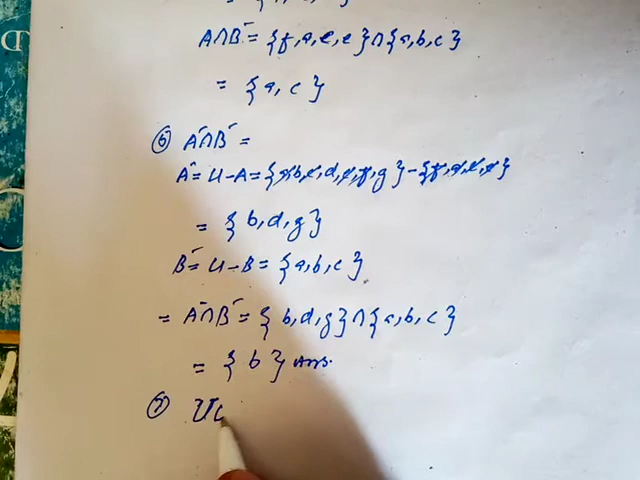 A∩B′ = {f, a, c, e} ∩ {a, b, c}
= {a, c}
⑥ A′∩B′ =
A′ = U-A = {a, b, c, d, e, f, g} - {f, a, c, e}
= {b, d, g}
B′ = U-B = {a, b, c}
= A′∩B′ = {b, d, g} ∩ {a, b, c}
= {b} Ans.
⑦ U